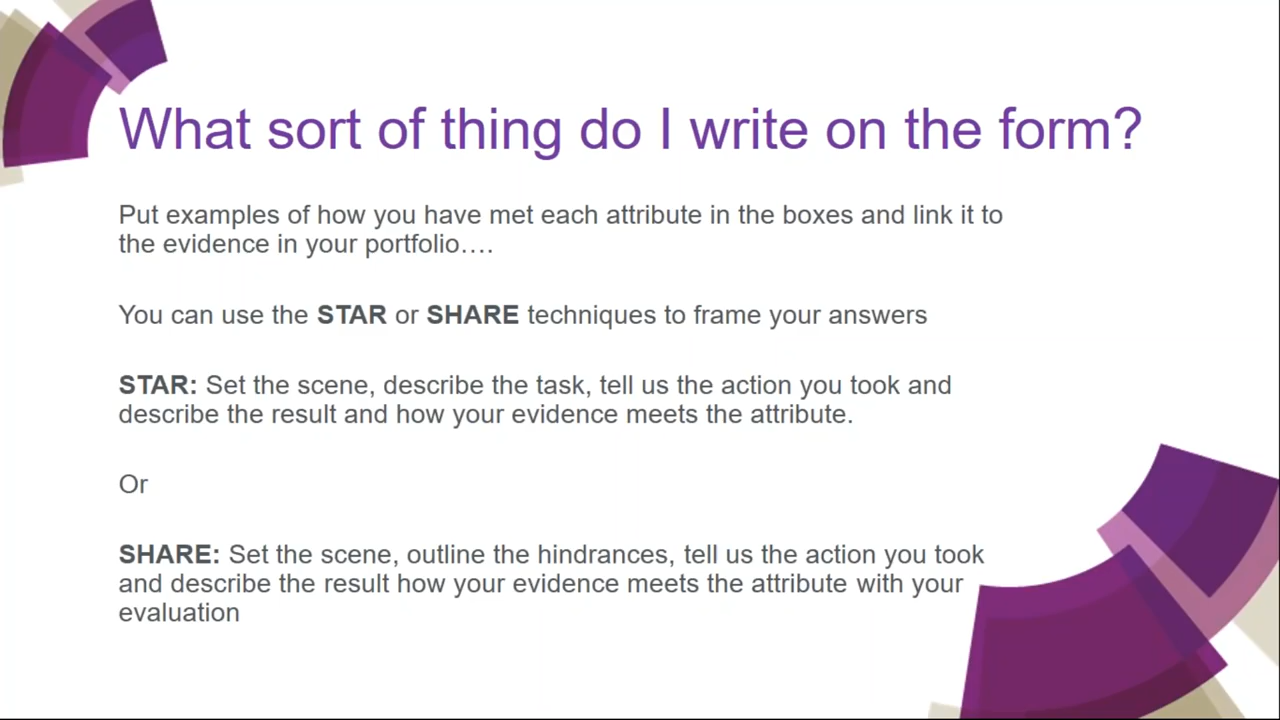 What sort of thing do I write on the form?
Put examples of how you have met each attribute in the boxes and link it to
the evidence in your portfolio….
You can use the STAR or SHARE techniques to frame your answers
STAR: Set the scene, describe the task, tell us the action you took and
describe the result and how your evidence meets the attribute.
Or
SHARE: Set the scene, outline the hindrances, tell us the action you took
and describe the result how your evidence meets the attribute with your
evaluation